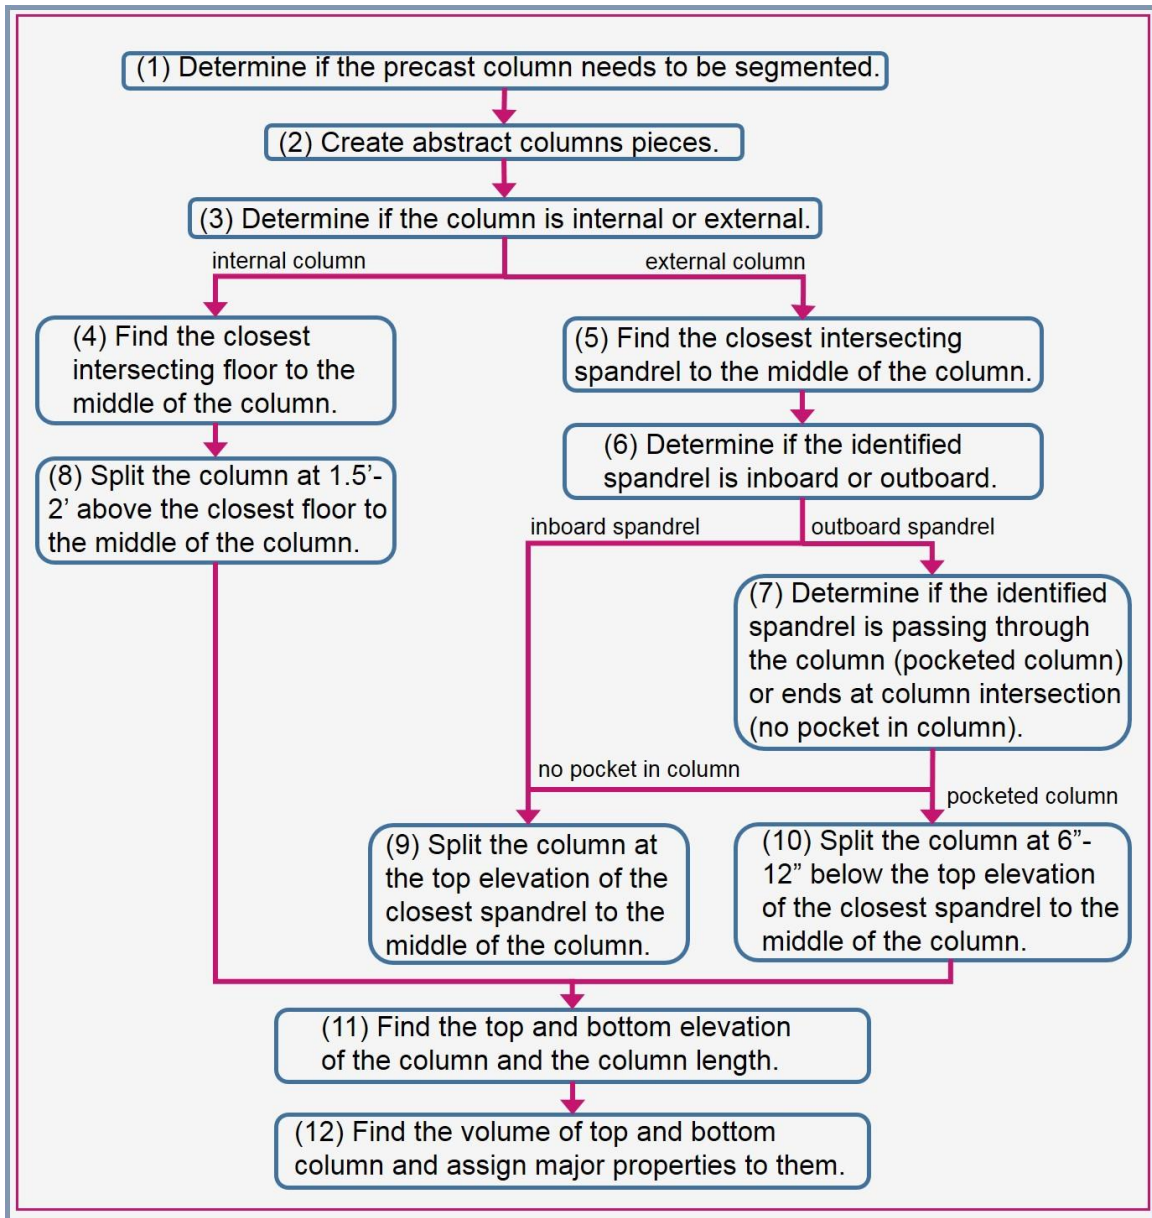 (1) Determine if the precast column needs to be segmented.
(2) Create abstract columns pieces.
(3) Determine if the column is internal or external.
internal column
external column
(4) Find the closest
intersecting floor to the
middle of the column.
(5) Find the closest intersecting
spandrel to the middle of the column.
(6) Determine if the identified
spandrel is inboard or outboard.
(8) Split the column at 1.5’-
2’ above the closest floor to
the middle of the column.
inboard spandrel
outboard spandrel
(7) Determine if the identified
spandrel is passing through
the column (pocketed column)
or ends at column intersection
(no pocket in column).
no pocket in column
pocketed column
(9) Split the column at
the top elevation of the
closest spandrel to the
middle of the column.
(10) Split the column at 6”-
12” below the top elevation
of the closest spandrel to the
middle of the column.
(11) Find the top and bottom elevation
of the column and the column length.
(12) Find the volume of top and bottom
column and assign major properties to them.